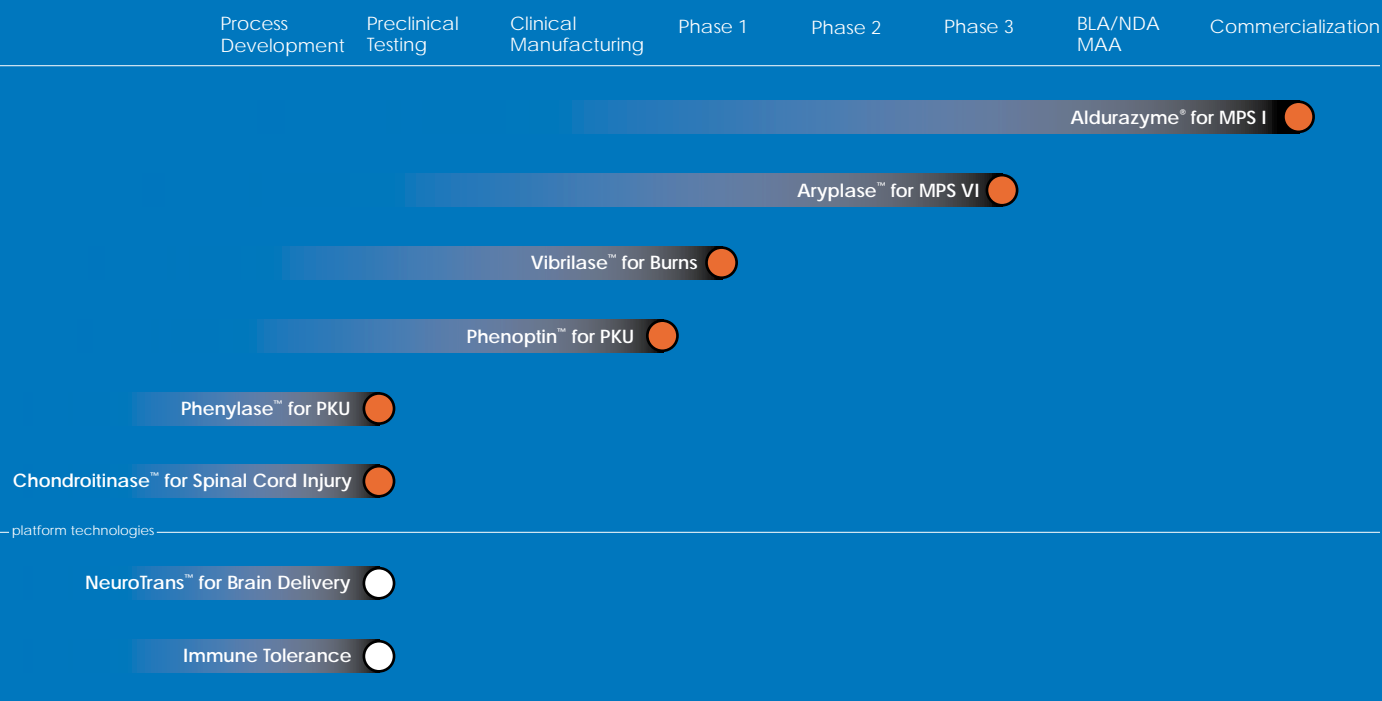 Process Development
Preclinical Testing
Clinical Manufacturing
Phase 1
Phase 2
Phase 3
BLA/NDA MAA
Commercialization
Aldurazyme® for MPS I
Aryplase™ for MPS VI
Vibrilase™ for Burns
Phenoptin™ for PKU
Phenylase™ for PKU
Chondroitinase™ for Spinal Cord Injury
platform technologies
NeuroTrans™ for Brain Delivery
Immune Tolerance